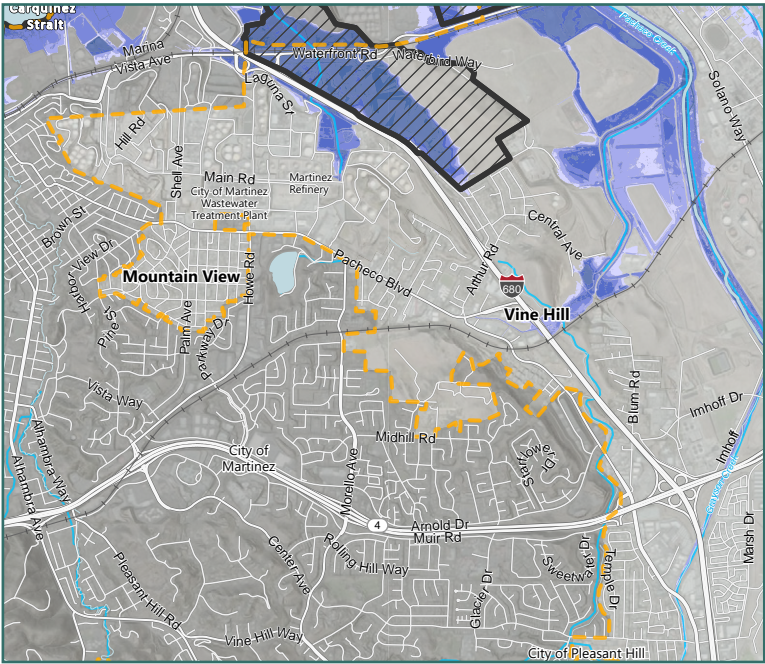 Carquinez
Strait
Marina
Vista Ave
Waterfront Rd
Waterbird Way
Pacheco Creek
Solano Way
Laguna St
Hill Rd
Shell Ave
Main Rd
City of Martinez
Wastewater
Treatment Plant
Martinez
Refinery
Brown St
Harbor View Dr
Mountain View
Howe Rd
Pacheco Blvd
Arthur Rd
Central Ave
680
Vine Hill
Pine St
Palm Ave
Parkway Dr
Vista Way
Alhambra Way
Alhambra Ave
City of
Martinez
Midhill Rd
Morello Ave
Starflower Dr
Blum Rd
Imhoff Dr
Imhoff
4
Arnold Dr
Muir Rd
Rolling Hill Way
Center Ave
Pleasant Hill Rd
Vine Hill Way
Glacier Dr
Sweetwater Dr
Temple Dr
Marsh Dr
City of Pleasant Hill